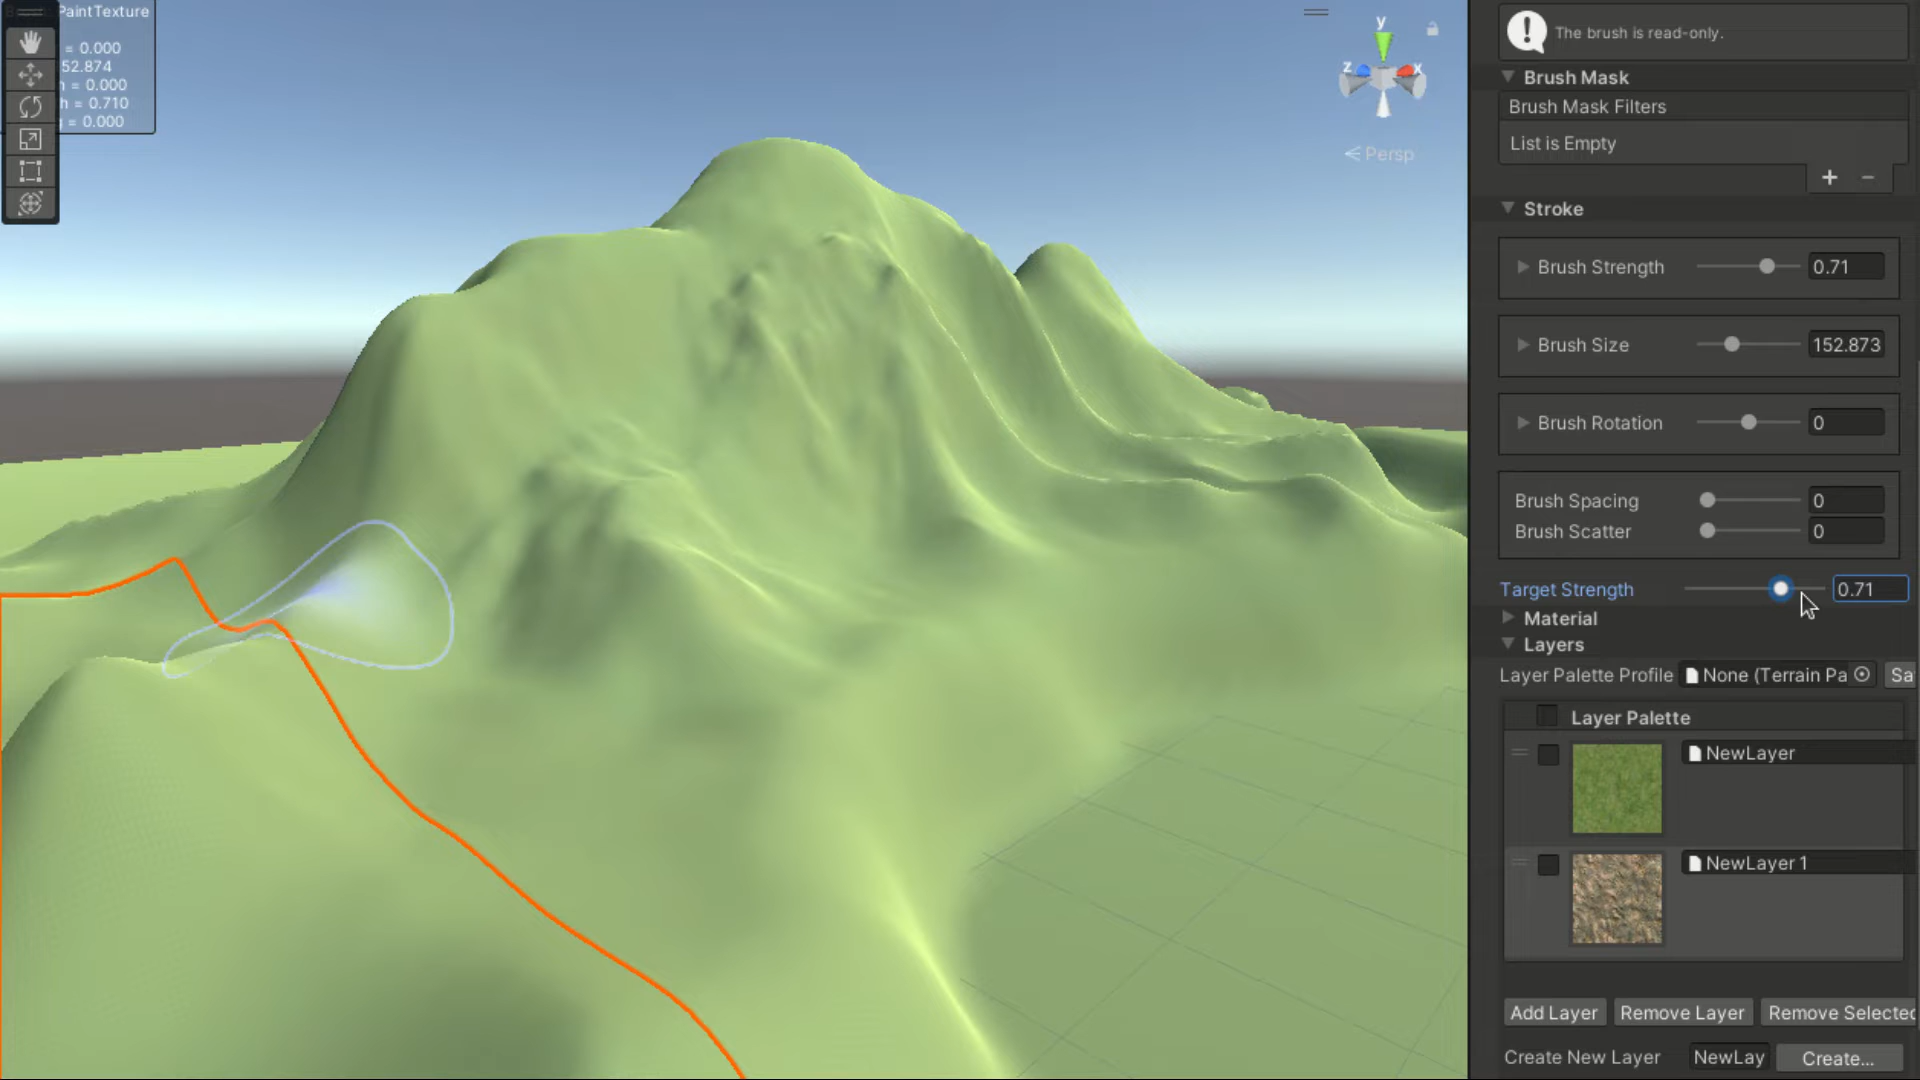 PaintTexture
= 0.000
52.874
= 0.000
h = 0.710
= 0.000
y
z
x
Persp
The brush is read-only.
Brush Mask
Brush Mask Filters
List is Empty
Stroke
Brush Strength 0.71
Brush Size 152.873
Brush Rotation 0
Brush Spacing 0
Brush Scatter 0
Target Strength 0.71
Material
Layers
Layer Palette Profile None (Terrain Pa Sa
Layer Palette
NewLayer
NewLayer 1
Add Layer Remove Layer Remove Selected
Create New Layer NewLay Create...